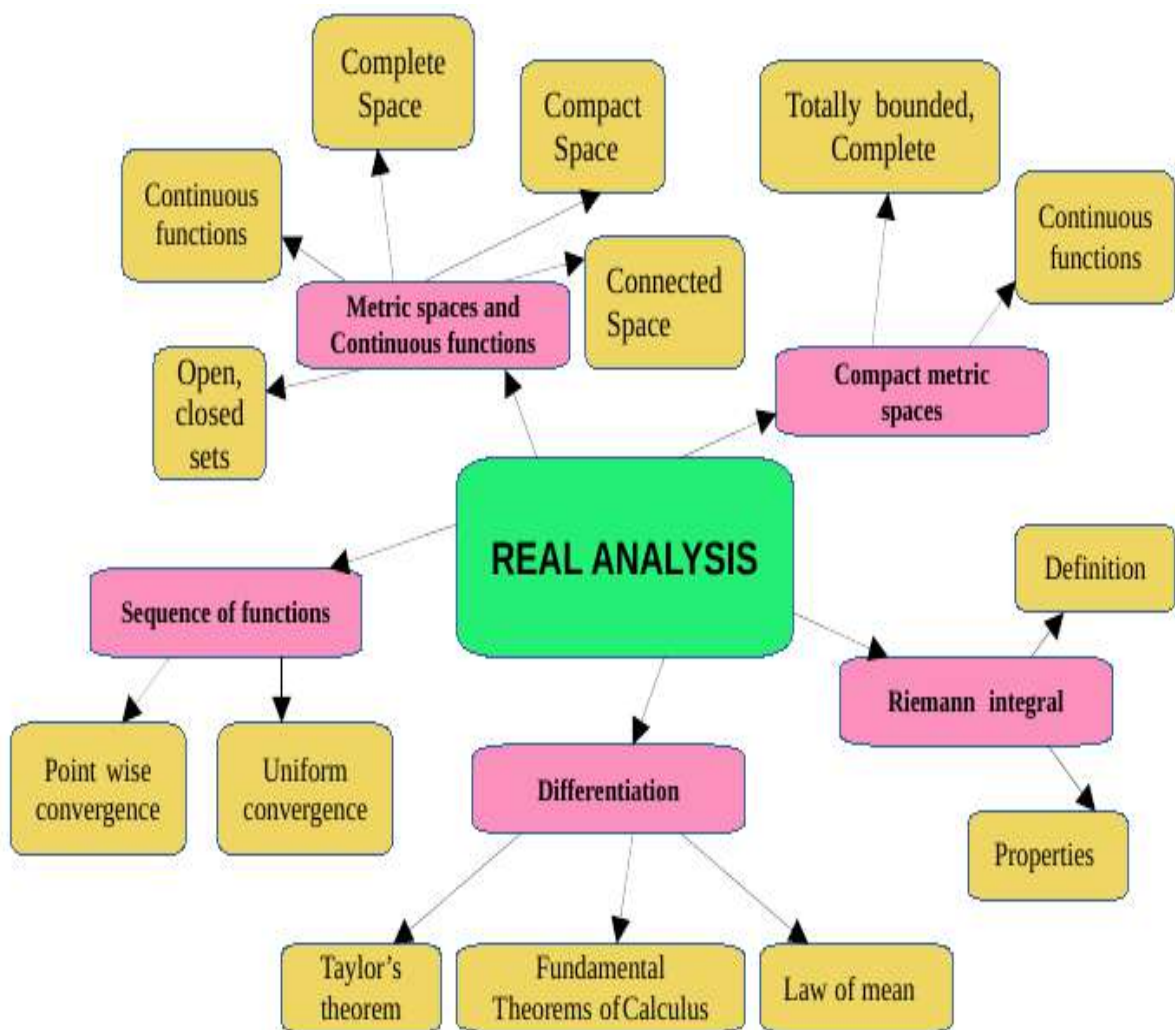 Complete
Space
Compact
Space
Totally bounded,
Complete
Continuous
functions
Continuous
functions
Connected
Space
Metric spaces and
Continuous functions
Open,
closed
sets
Compact metric
spaces
REAL ANALYSIS
Definition
Sequence of functions
Riemann integral
Point wise
convergence
Uniform
convergence
Differentiation
Properties
Taylor's
theorem
Fundamental
Theorems of Calculus
Law of mean